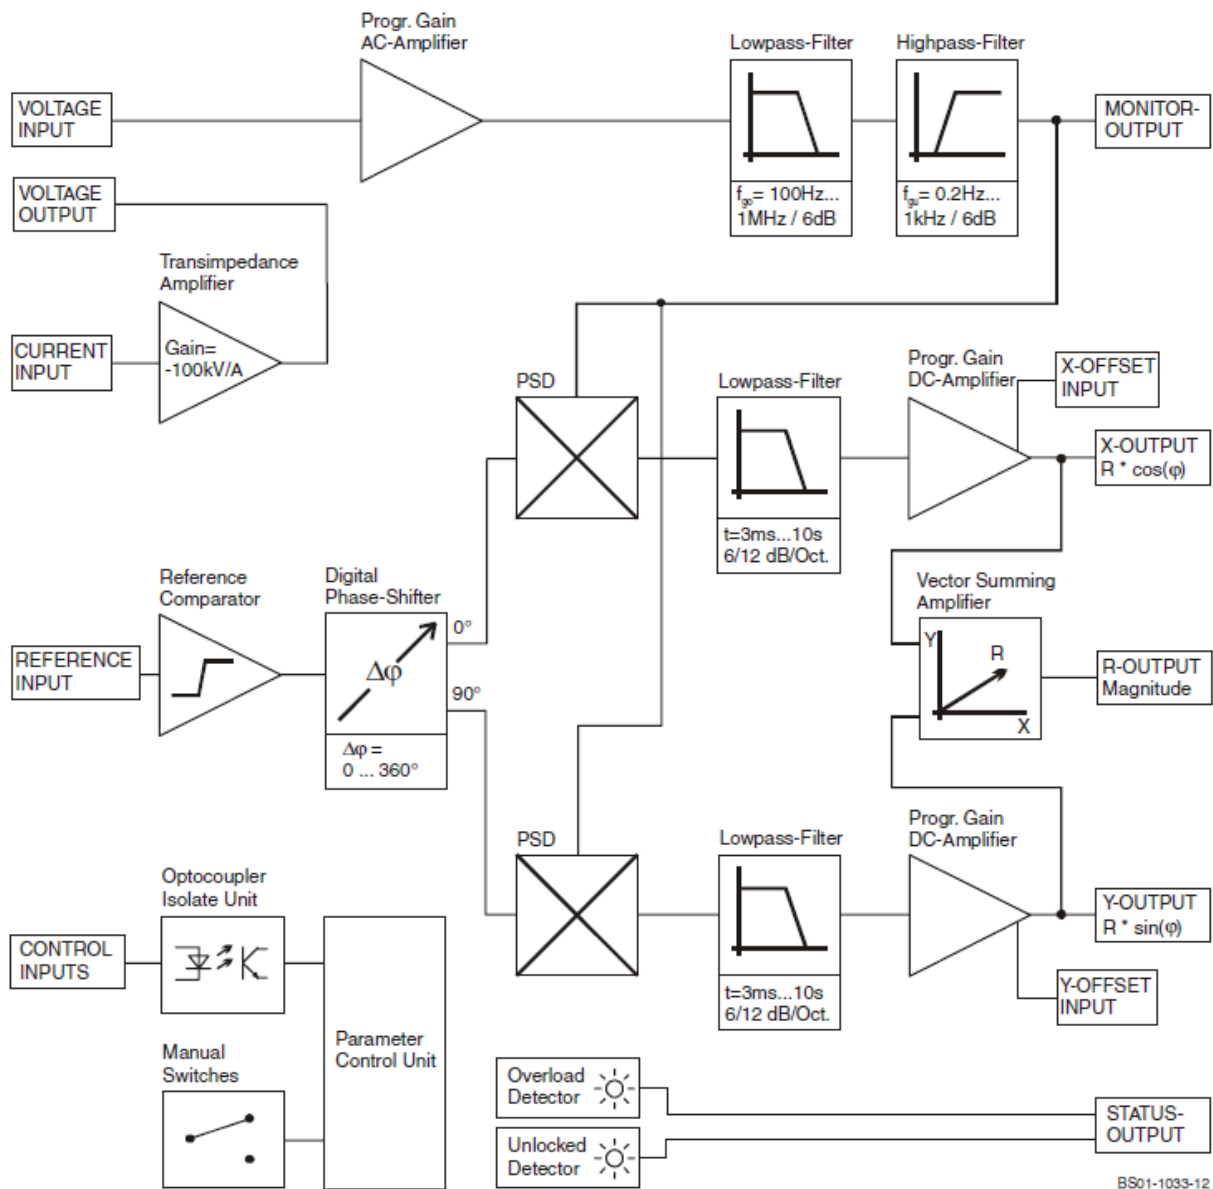 Progr. Gain
AC-Amplifier
Lowpass-Filter
Highpass-Filter
VOLTAGE
INPUT
MONITOR-
OUTPUT
fgo= 100Hz...
1MHz / 6dB
fgu= 0.2Hz...
1kHz / 6dB
VOLTAGE
OUTPUT
Transimpedance
Amplifier
CURRENT
INPUT
Gain=
-100kV/A
PSD
Lowpass-Filter
Progr. Gain
DC-Amplifier
X-OFFSET
INPUT
X-OUTPUT
R * cos(φ)
t=3ms...10s
6/12 dB/Oct.
Reference
Comparator
Digital
Phase-Shifter
Vector Summing
Amplifier
REFERENCE
INPUT
Δφ
0°
90°
Δφ =
0 ... 360°
Y
R
X
R-OUTPUT
Magnitude
PSD
Lowpass-Filter
Progr. Gain
DC-Amplifier
Y-OUTPUT
R * sin(φ)
Y-OFFSET
INPUT
t=3ms...10s
6/12 dB/Oct.
Optocoupler
Isolate Unit
CONTROL
INPUTS
Parameter
Control Unit
Manual
Switches
Overload
Detector
Unlocked
Detector
STATUS-
OUTPUT
BS01-1033-12